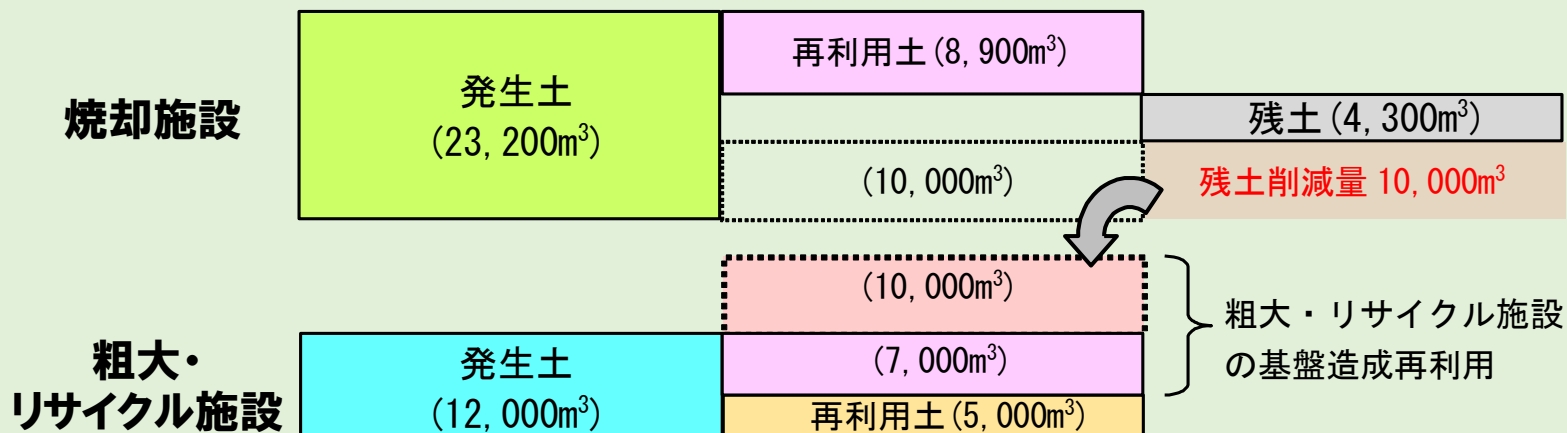 焼却施設
発生土
(23,200m³)
再利用土(8,900m³)
残土(4,300m³)
(10,000m³)
残土削減量 10,000m³
粗大・
リサイクル施設
発生土
(12,000m³)
(10,000m³)
(7,000m³)
再利用土(5,000m³)
粗大・リサイクル施設
の基盤造成再利用